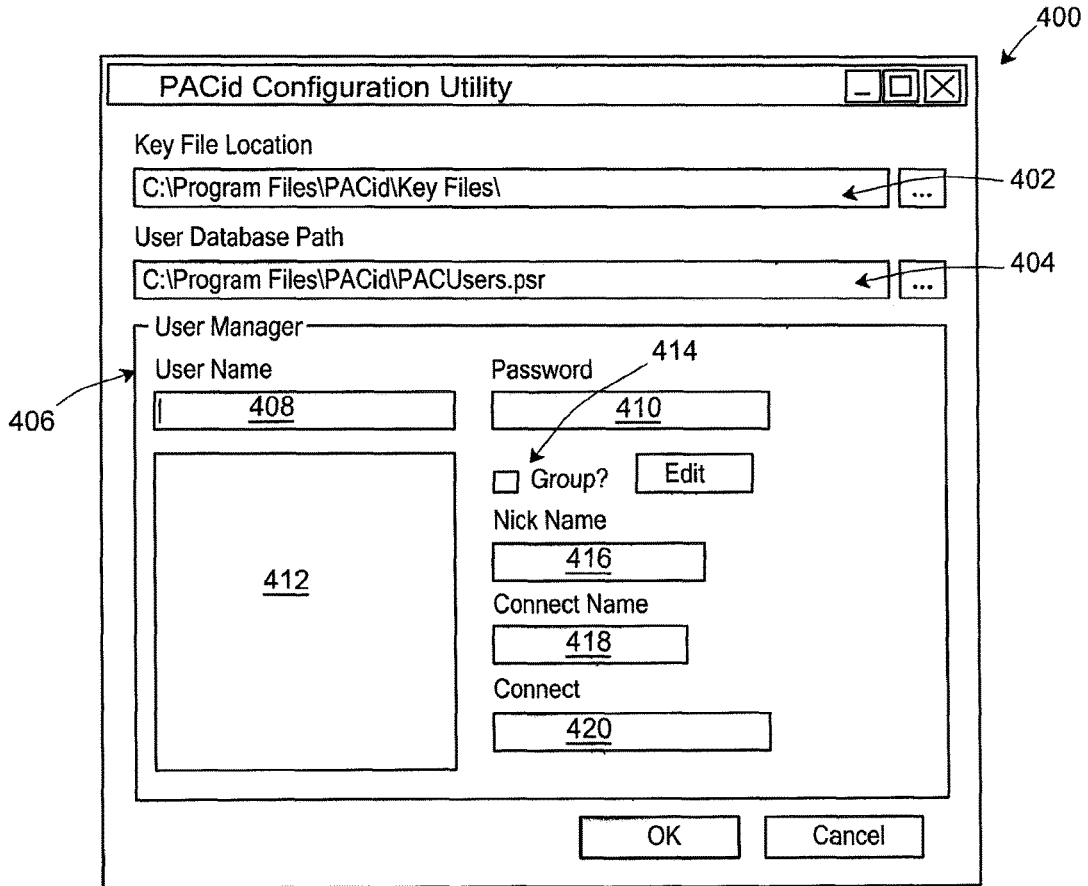 400
PACid Configuration Utility
Key File Location
C:\Program Files\PACid\Key Files\
...
402
User Database Path
C:\Program Files\PACid\PACUsers.psr
...
404
User Manager
414
406
User Name
Password
408
410
Group?
Edit
Nick Name
412
416
Connect Name
418
Connect
420
OK
Cancel